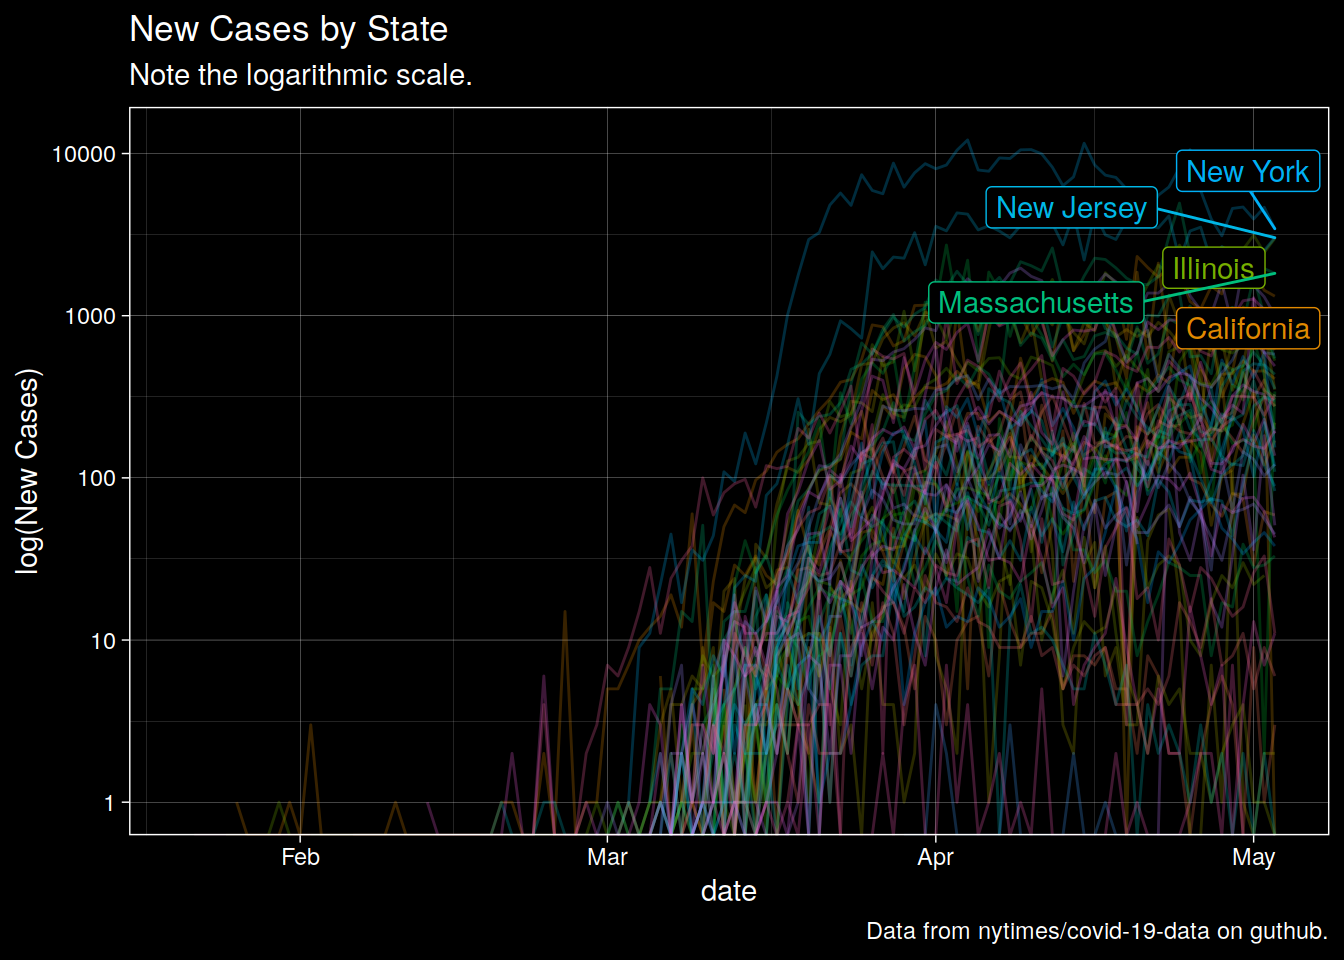 New Cases by State
Note the logarithmic scale.
10000
1000
100
10
1
log(New Cases)
New York
New Jersey
Illinois
Massachusetts
California
Feb
Mar
Apr
May
date
Data from nytimes/covid-19-data on guthub.